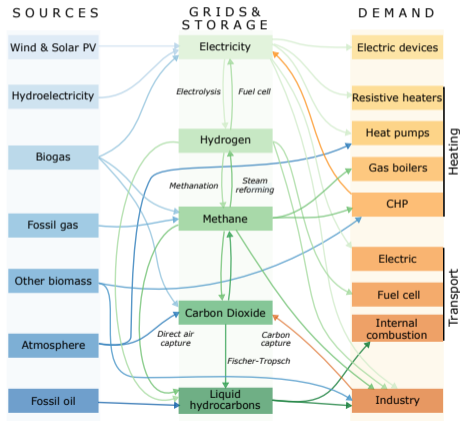 SOURCES
GRIDS &
STORAGE
DEMAND
Wind & Solar PV
Electricity
Electric devices
Hydroelectricity
Electrolysis
Fuel cell
Resistive heaters
Heat pumps
Heating
Hydrogen
Biogas
Gas boilers
Methanation
Steam
reforming
CHP
Fossil gas
Methane
Electric
Other biomass
Fuel cell
Transport
Carbon Dioxide
Internal
combustion
Atmosphere
Direct air
capture
Carbon
capture
Fischer-Tropsch
Fossil oil
Liquid
hydrocarbons
Industry